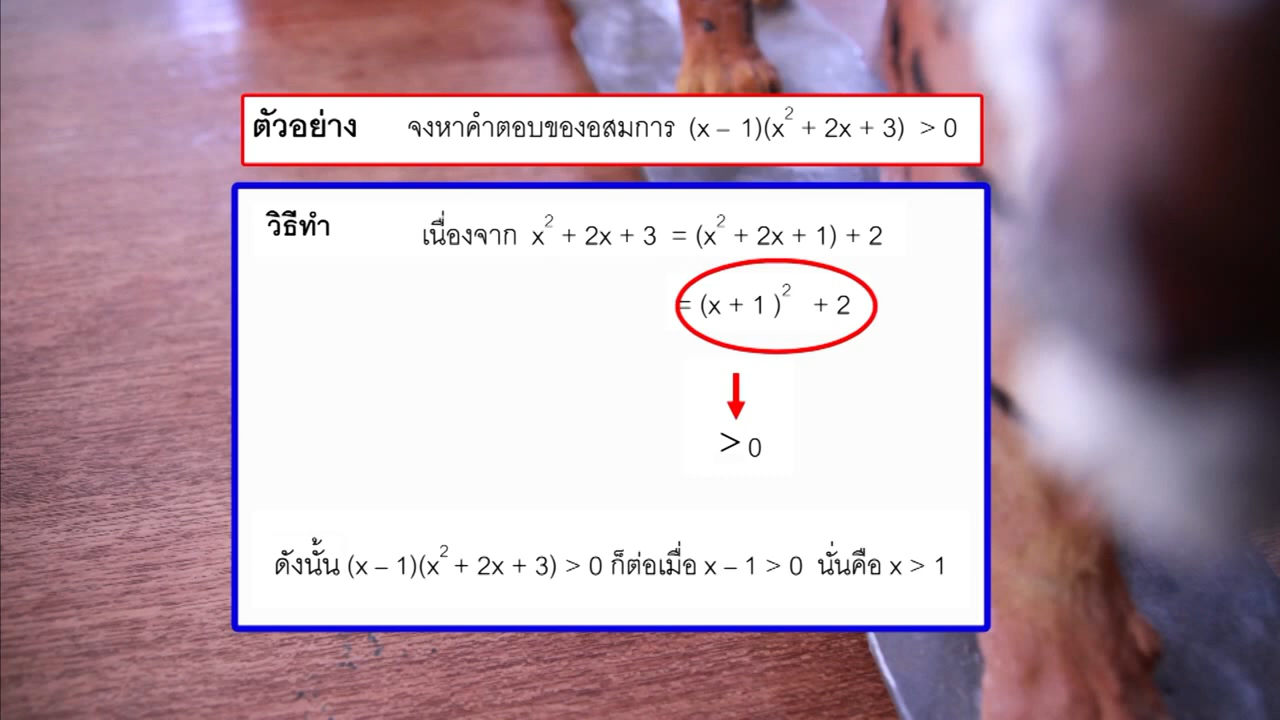 ตัวอย่าง จงหาคำตอบของอสมการ (x – 1)(x² + 2x + 3) > 0
วิธีทำ เนื่องจาก x² + 2x + 3 = (x² + 2x + 1) + 2
= (x + 1 )² + 2
> 0
ดังนั้น (x – 1)(x² + 2x + 3) > 0 ก็ต่อเมื่อ x – 1 > 0 นั่นคือ x > 1